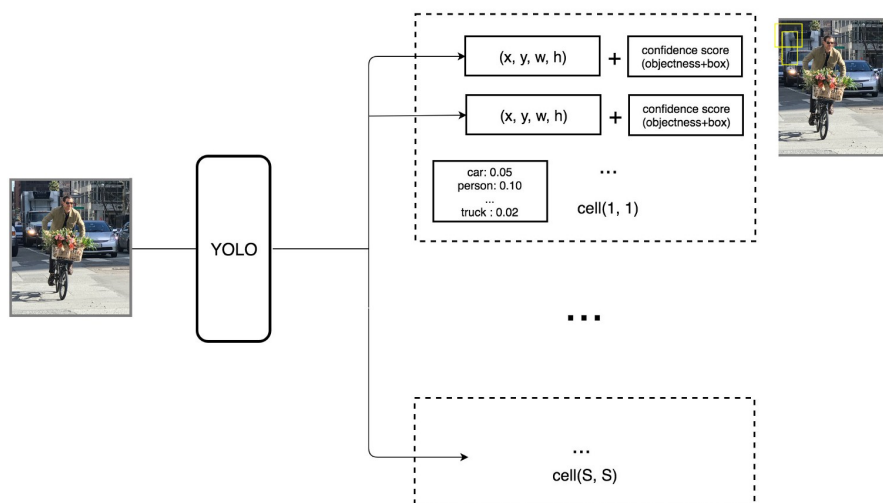 (x, y, w, h)
+
confidence score
(objectness+box)
(x, y, w, h)
+
confidence score
(objectness+box)
car: 0.05
person: 0.10
...
truck : 0.02
...
cell(1, 1)
YOLO
...
...
cell(S, S)